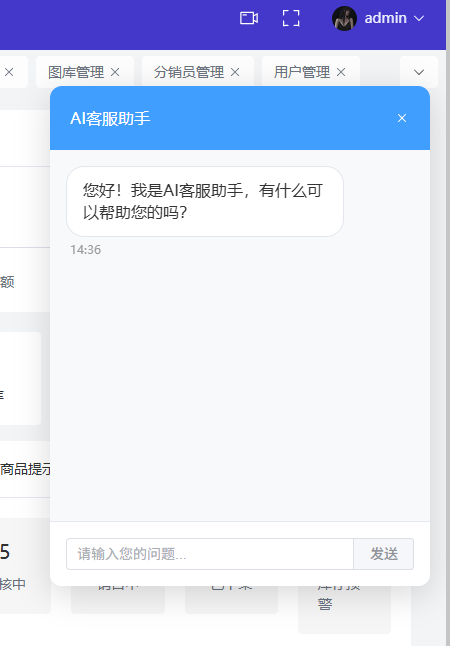 admin
图库管理
分销员管理
用户管理
AI客服助手
您好！我是AI客服助手，有什么可
以帮助您的吗?
14:36
额
商品提示
5
核中
请输入您的问题...
发送
警